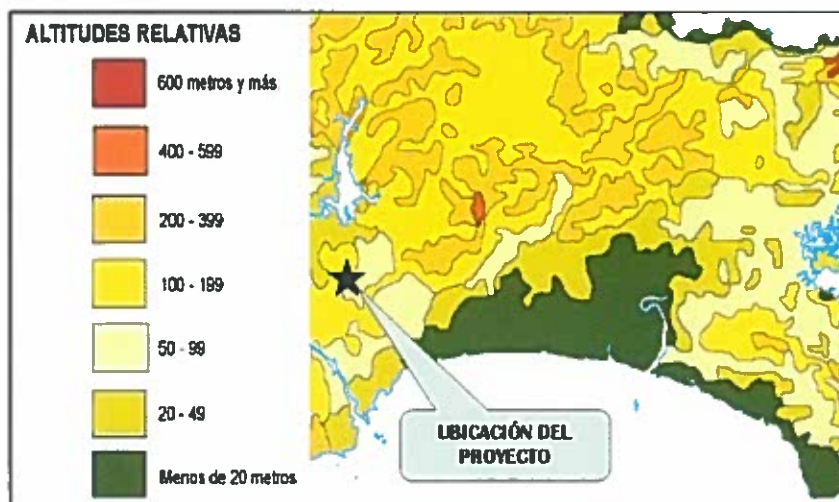 ALTITUDES RELATIVAS
600 metros y más
400 - 599
200 - 399
100 - 199
50 - 99
20 - 49
Menos de 20 metros
UBICACIÓN DEL
PROYECTO